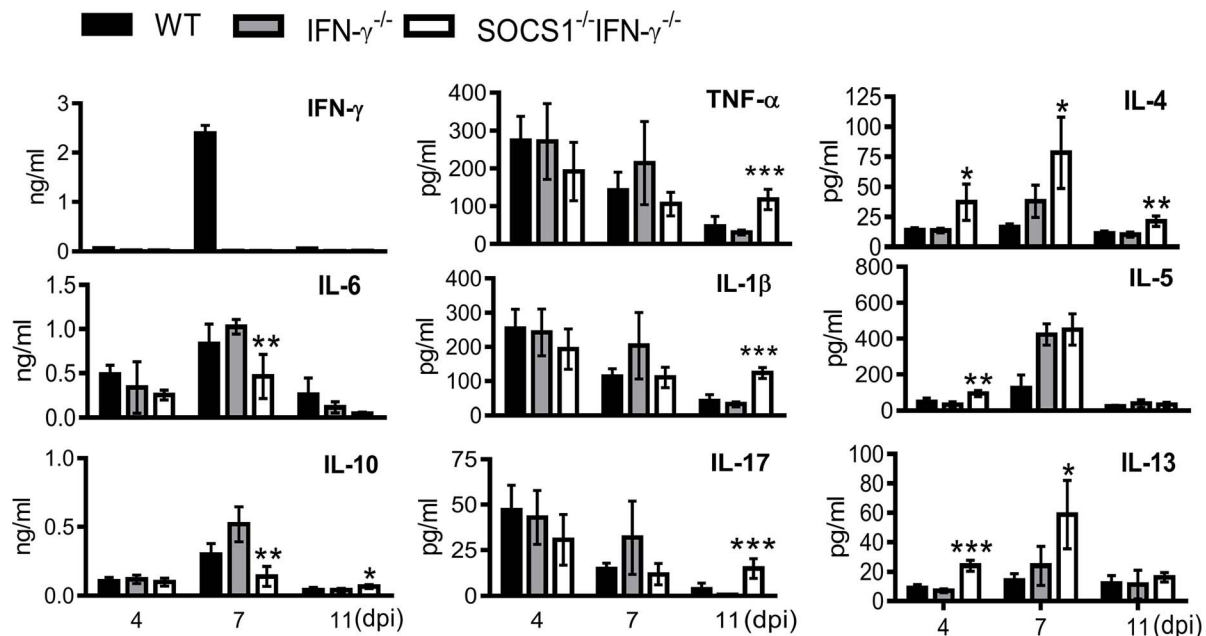 WT IFN-γ-/- SOCS1-/-IFN-γ-/-
IFN-γ
ng/ml
3
2
1
0
TNF-α
pg/ml
400
300
200
100
0
***
IL-4
pg/ml
125
100
75
50
25
0
*
*
**
IL-6
ng/ml
1.5
1.0
0.5
0.0
**
IL-1β
pg/ml
400
300
200
100
0
***
IL-5
pg/ml
800
600
400
200
0
**
IL-10
ng/ml
1.0
0.5
0.0
**
*
4 7 11 (dpi)
IL-17
pg/ml
75
50
25
0
***
4 7 11 (dpi)
IL-13
pg/ml
100
80
60
40
20
0
***
*
4 7 11 (dpi)